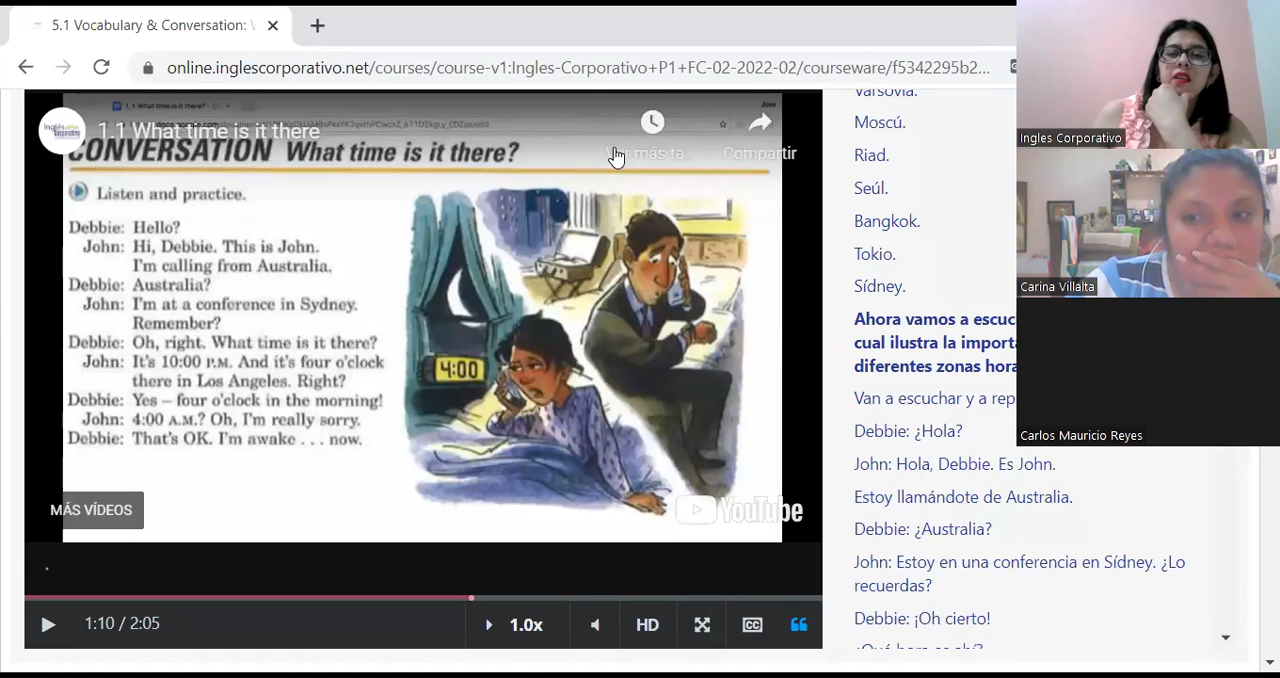 5.1 Vocabulary & Conversation:
online.inglescorporativo.net/courses/course-v1:Ingles-Corporativo+P1+FC-02-2022-02/courseware/f5342295b2...
1.1 What time is it there
Compartir
CONVERSATION What time is it there?
Listen and practice.
Debbie: Hello?
John: Hi, Debbie. This is John.
I'm calling from Australia.
Debbie: Australia?
John: I'm at a conference in Sydney.
Remember?
Debbie: Oh, right. What time is it there?
John: It's 10:00 P.M. And it's four o'clock
there in Los Angeles. Right?
Debbie: Yes – four o'clock in the morning!
John: 4:00 A.M.? Oh, I'm really sorry.
Debbie: That's OK. I'm awake . . . now.
4:00
MÁS VÍDEOS
YouTube
1:10 / 2:05
1.0x
HD
CC
Varsovia.
Moscú.
Riad.
Seúl.
Bangkok.
Tokio.
Sídney.
Ahora vamos a
cual ilustra la
diferentes zonas
Van a escuchar y a
Debbie: ¿Hola?
John: Hola, Debbie. Es John.
Estoy llamándote de Australia.
Debbie: ¿Australia?
John: Estoy en una conferencia en Sídney. ¿Lo
recuerdas?
Debbie: ¡Oh cierto!
Ingles Corporativo
Carina Villalta
Carlos Mauricio Reyes